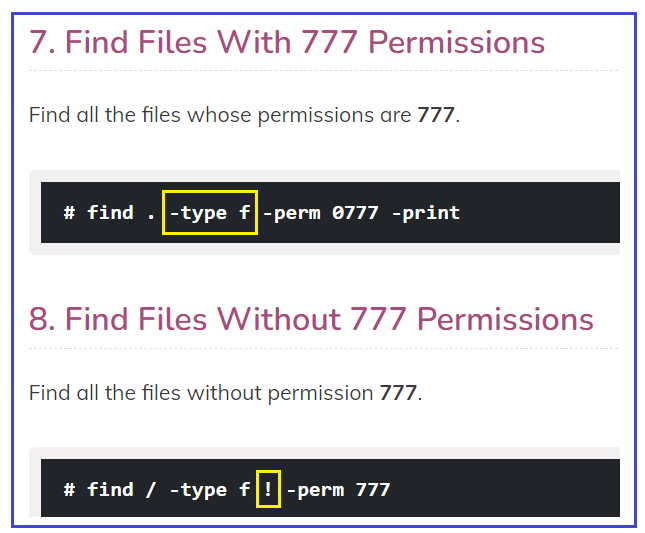 7. Find Files With 777 Permissions
Find all the files whose permissions are 777.
# find . -type f -perm 0777 -print
8. Find Files Without 777 Permissions
Find all the files without permission 777.
# find / -type f ! -perm 777